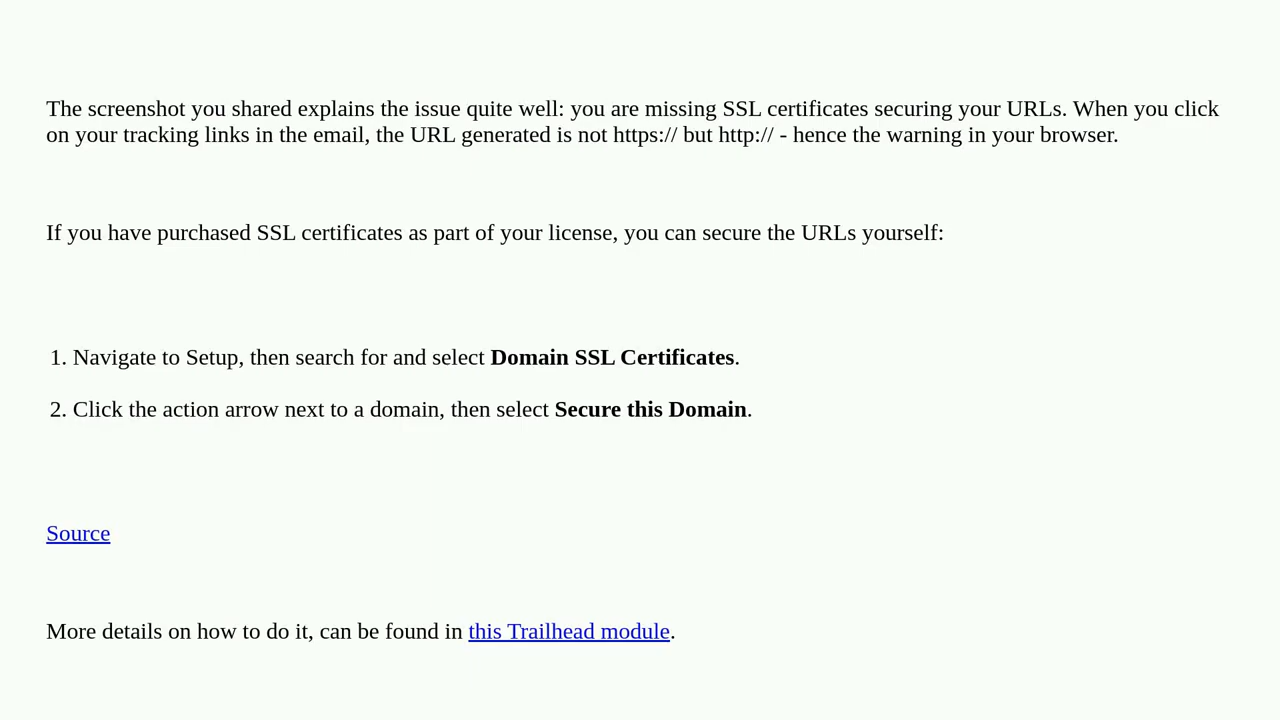 The screenshot you shared explains the issue quite well: you are missing SSL certificates securing your URLs. When you click
on your tracking links in the email, the URL generated is not https:// but http:// - hence the warning in your browser.
If you have purchased SSL certificates as part of your license, you can secure the URLs yourself:
1. Navigate to Setup, then search for and select Domain SSL Certificates.
2. Click the action arrow next to a domain, then select Secure this Domain.
Source
More details on how to do it, can be found in this Trailhead module.